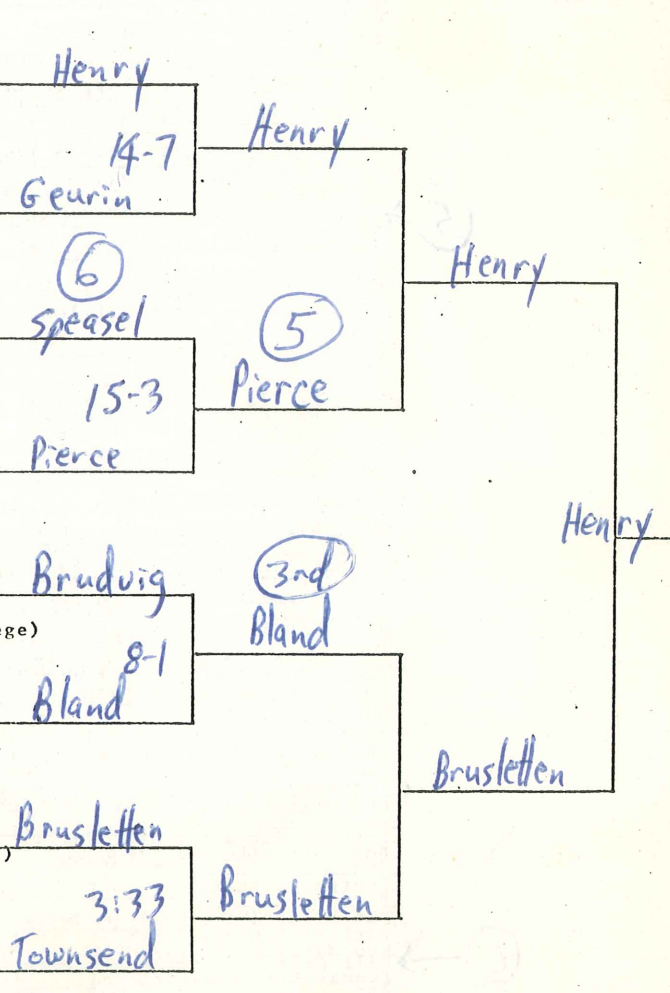 Henry
14-7
Geurin
Henry
6
Speasel
15-3
Pierce
5
Pierce
Henry
Brudvig
ege)
8-1
Bland
3rd
Bland
Brusletten
)
3:33
Townsend
Brusletten
Brusletten
Henry